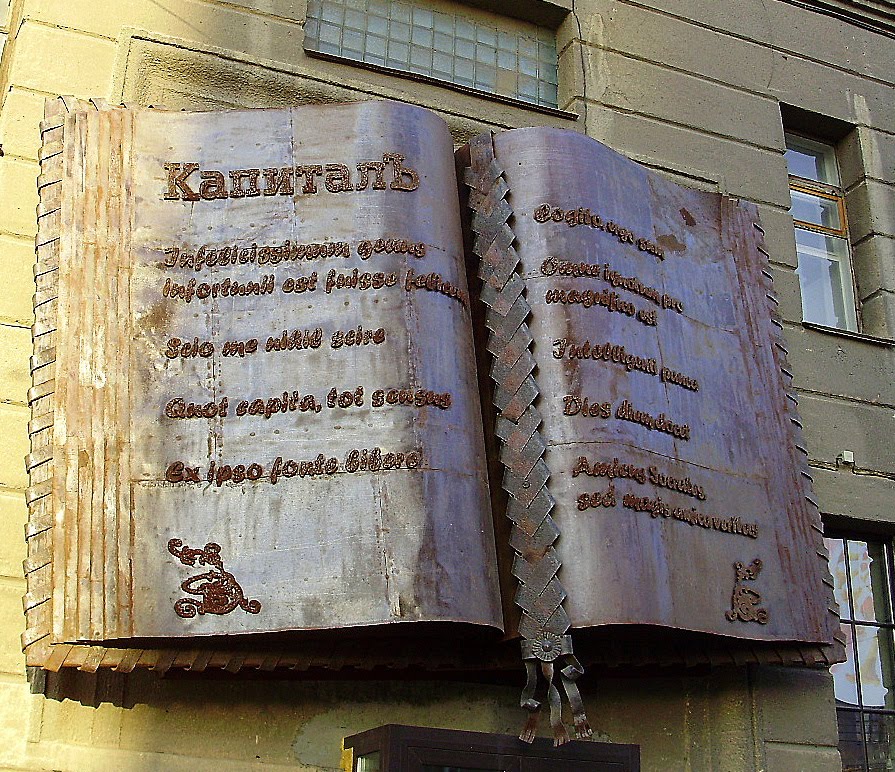 КапиталЪ
Infelicissimum genus
infortunii est fuisse felicem
Scio me nihil scire
Quot capita, tot sensus
Ex ipso fonte bibere
Cogito, ergo sum
Omne ignotum pro
magnifico est
Intelligenti pauca
Dies diem docet
Amicus Socrates,
sed magis amica veritas